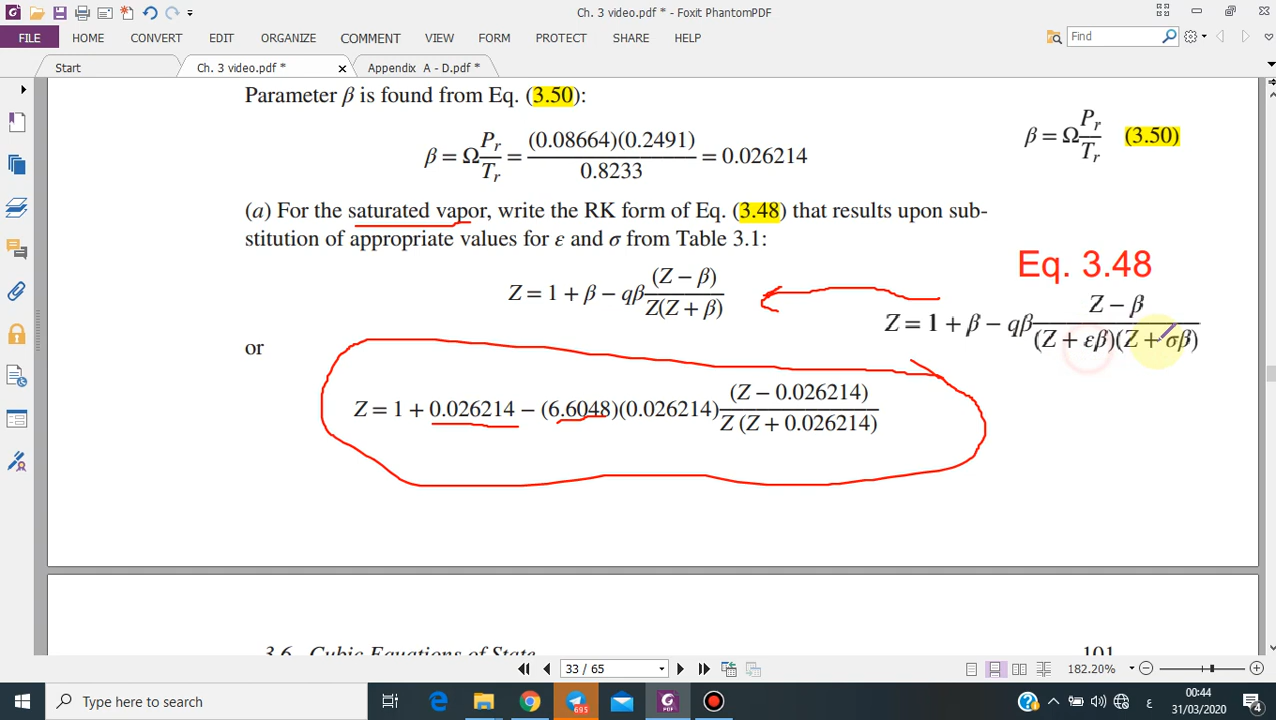 Ch. 3 video.pdf * - Foxit PhantomPDF
FILE HOME CONVERT EDIT ORGANIZE COMMENT VIEW FORM PROTECT SHARE HELP
Find
Start Ch. 3 video.pdf * Appendix A - D.pdf *
Parameter β is found from Eq. (3.50):
β = Ω P_r/T_r = (0.08664)(0.2491)/0.8233 = 0.026214
β = Ω P_r/T_r (3.50)
(a) For the saturated vapor, write the RK form of Eq. (3.48) that results upon sub-
stitution of appropriate values for ε and σ from Table 3.1:
Eq. 3.48
Z = 1 + β − qβ (Z − β)/Z(Z + β)
Z = 1 + β − qβ Z − β/(Z + εβ)(Z + σβ)
or
Z = 1 + 0.026214 − (6.6048)(0.026214) (Z − 0.026214)/Z (Z + 0.026214)
3.6 Cubic Equations of State 101
33 / 65
182.20%
Type here to search
695
ع
00:44
31/03/2020
4